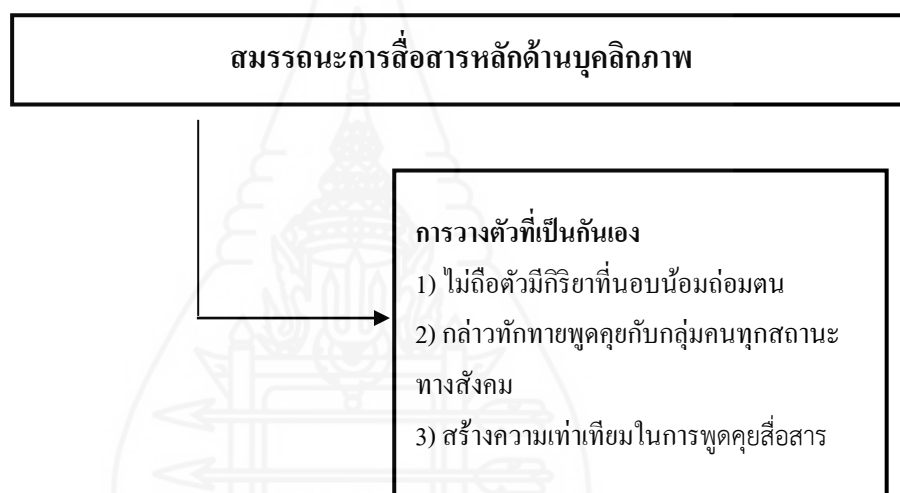 สมรรถนะการสื่อสารหลักด้านบุคลิกภาพ
การวางตัวที่เป็นกันเอง
1) ไม่ถือตัวมีกิริยาที่นอบน้อมถ่อมตน
2) กล่าวทักทายพูดคุยกับกลุ่มคนทุกสถานะ
ทางสังคม
3) สร้างความเท่าเทียมในการพูดคุยสื่อสาร